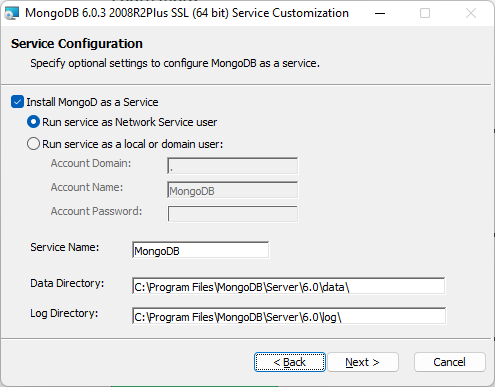 MongoDB 6.0.3 2008R2Plus SSL (64 bit) Service Customization
Service Configuration
Specify optional settings to configure MongoDB as a service.
Install MongoD as a Service
Run service as Network Service user
Run service as a local or domain user:
Account Domain: .
Account Name: MongoDB
Account Password:
Service Name: MongoDB
Data Directory: C:\Program Files\MongoDB\Server\6.0\data\
Log Directory: C:\Program Files\MongoDB\Server\6.0\log\
< Back Next > Cancel